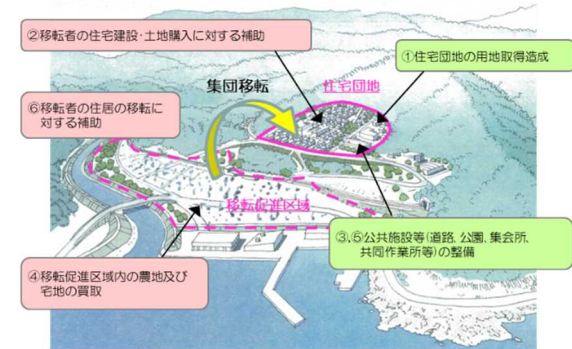 ②移転者の住宅建設・土地購入に対する補助
①住宅団地の用地取得造成
集団移転
住宅団地
⑥移転者の住居の移転に
対する補助
移転促進区域
③,⑤公共施設等(道路、公園、集会所、
共同作業所等)の整備
④移転促進区域内の農地及び
宅地の買取